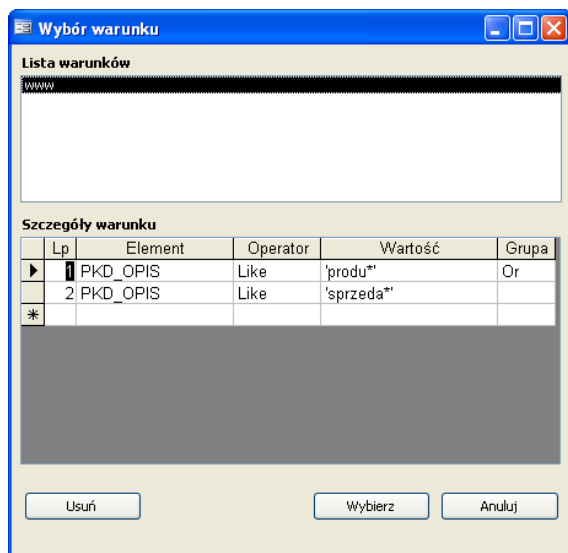 Wybór warunku
Lista warunków
www
Szczegóły warunku
Lp Element Operator Wartość Grupa
1 PKD_OPIS Like 'produ*' Or
2 PKD_OPIS Like 'sprzeda*'
Usuń Wybierz Anuluj